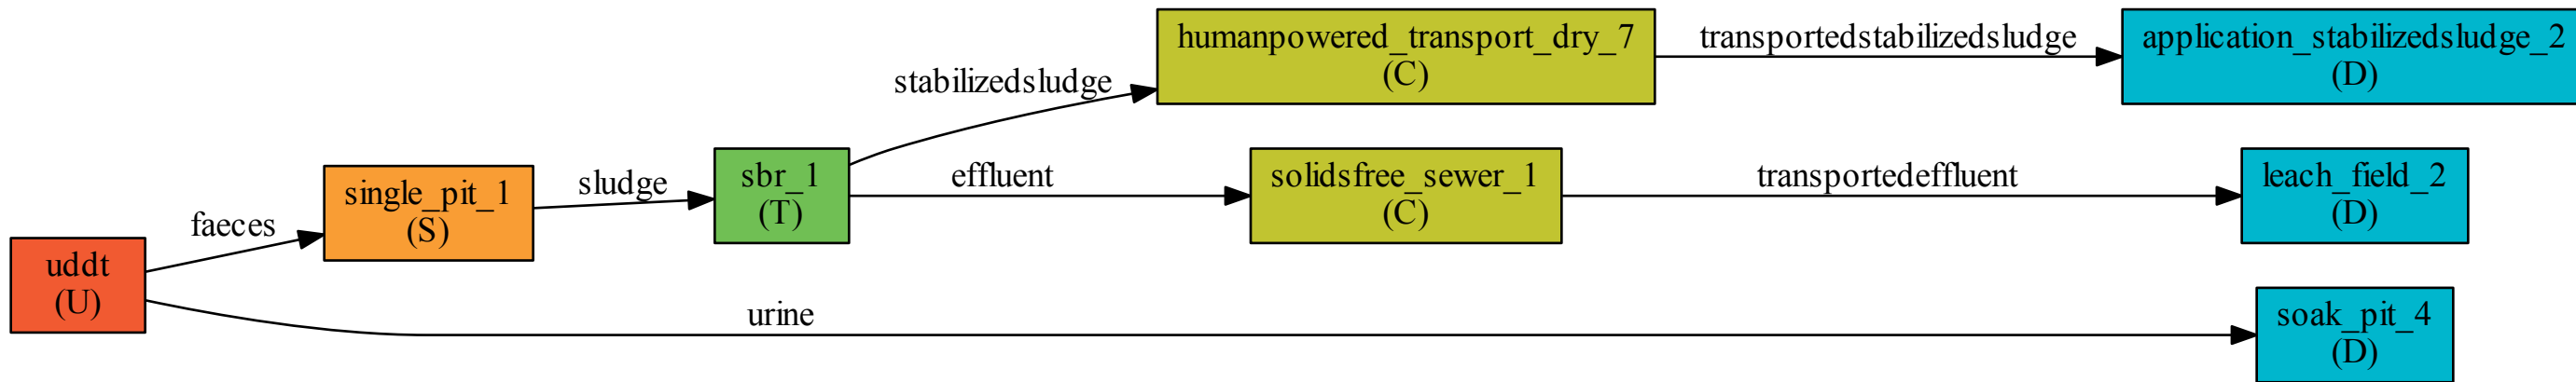 uddt
(U)
faeces
urine
single_pit_1
(S)
sludge
sbr_1
(T)
stabilizedsludge
effluent
humanpowered_transport_dry_7
(C)
transportedstabilizedsludge
application_stabilizedsludge_2
(D)
solidsfree_sewer_1
(C)
transportedeffluent
leach_field_2
(D)
soak_pit_4
(D)